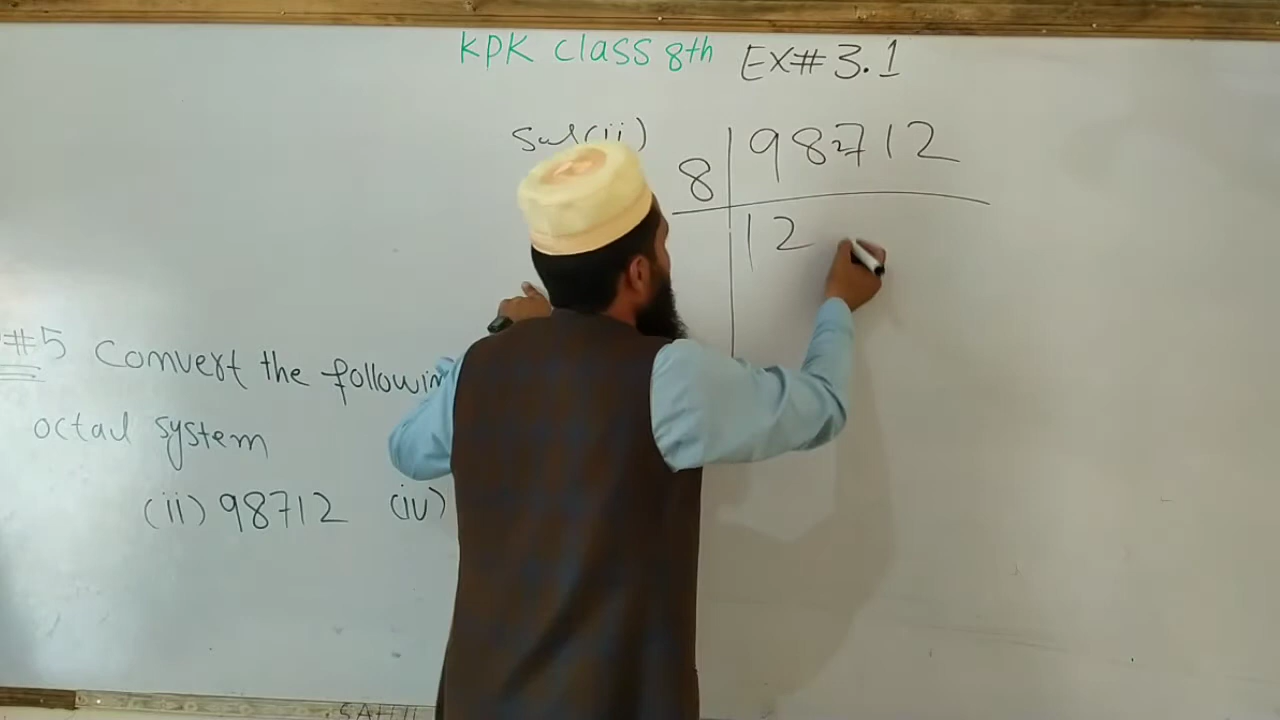 KPK class 8th EX# 3.1
Sol(ii)
8 98712
12
#5 Convert the followin
octal system
(ii) 98712 (iv)